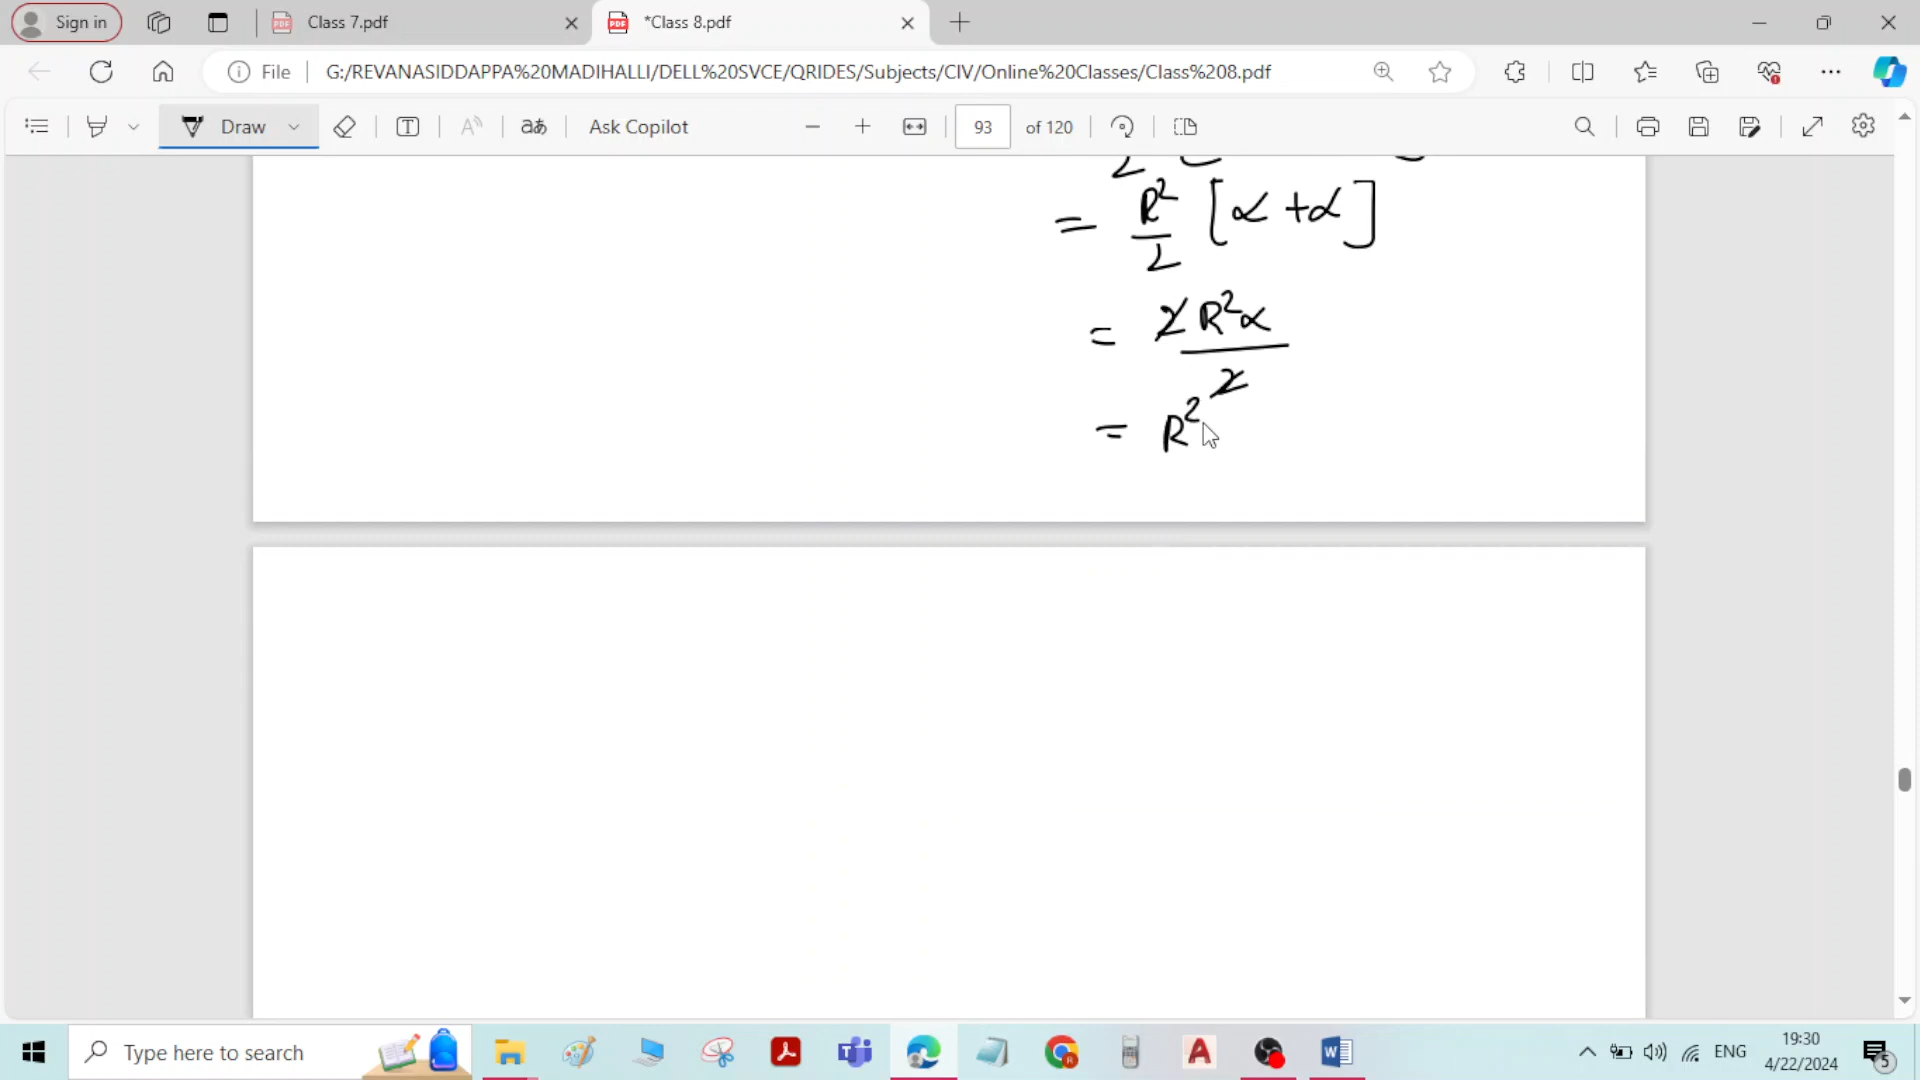 Sign in
Class 7.pdf
*Class 8.pdf
File
G:/REVANASIDDAPPA%20MADIHALLI/DELL%20SVCE/QRIDES/Subjects/CIV/Online%20Classes/Class%208.pdf
Draw
Ask Copilot
93 of 120
= R²/2 [α + α]
= 2R²α/2
= R²
Type here to search
ENG
19:30
4/22/2024
5